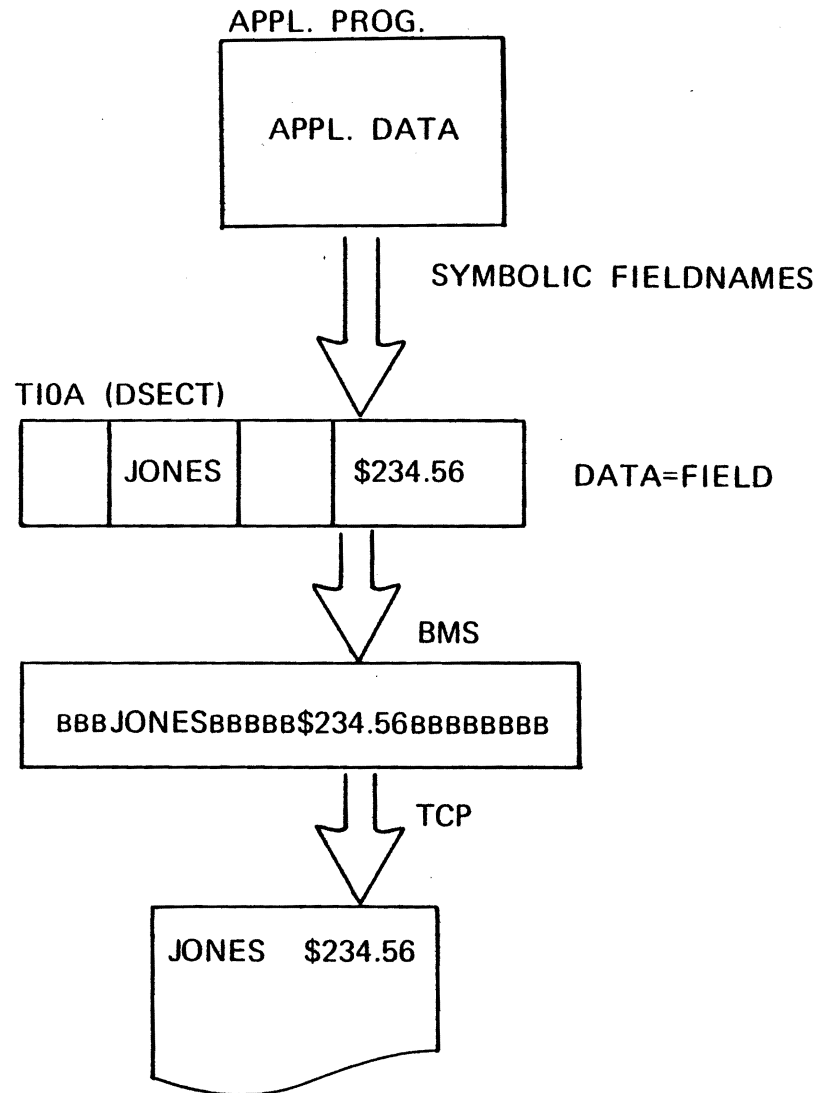 APPL. PROG.
APPL. DATA
SYMBOLIC FIELDNAMES
TI0A (DSECT)
JONES
$234.56
DATA=FIELD
BMS
BBBJONESBBBBB$234.56BBBBBBBB
TCP
JONES $234.56